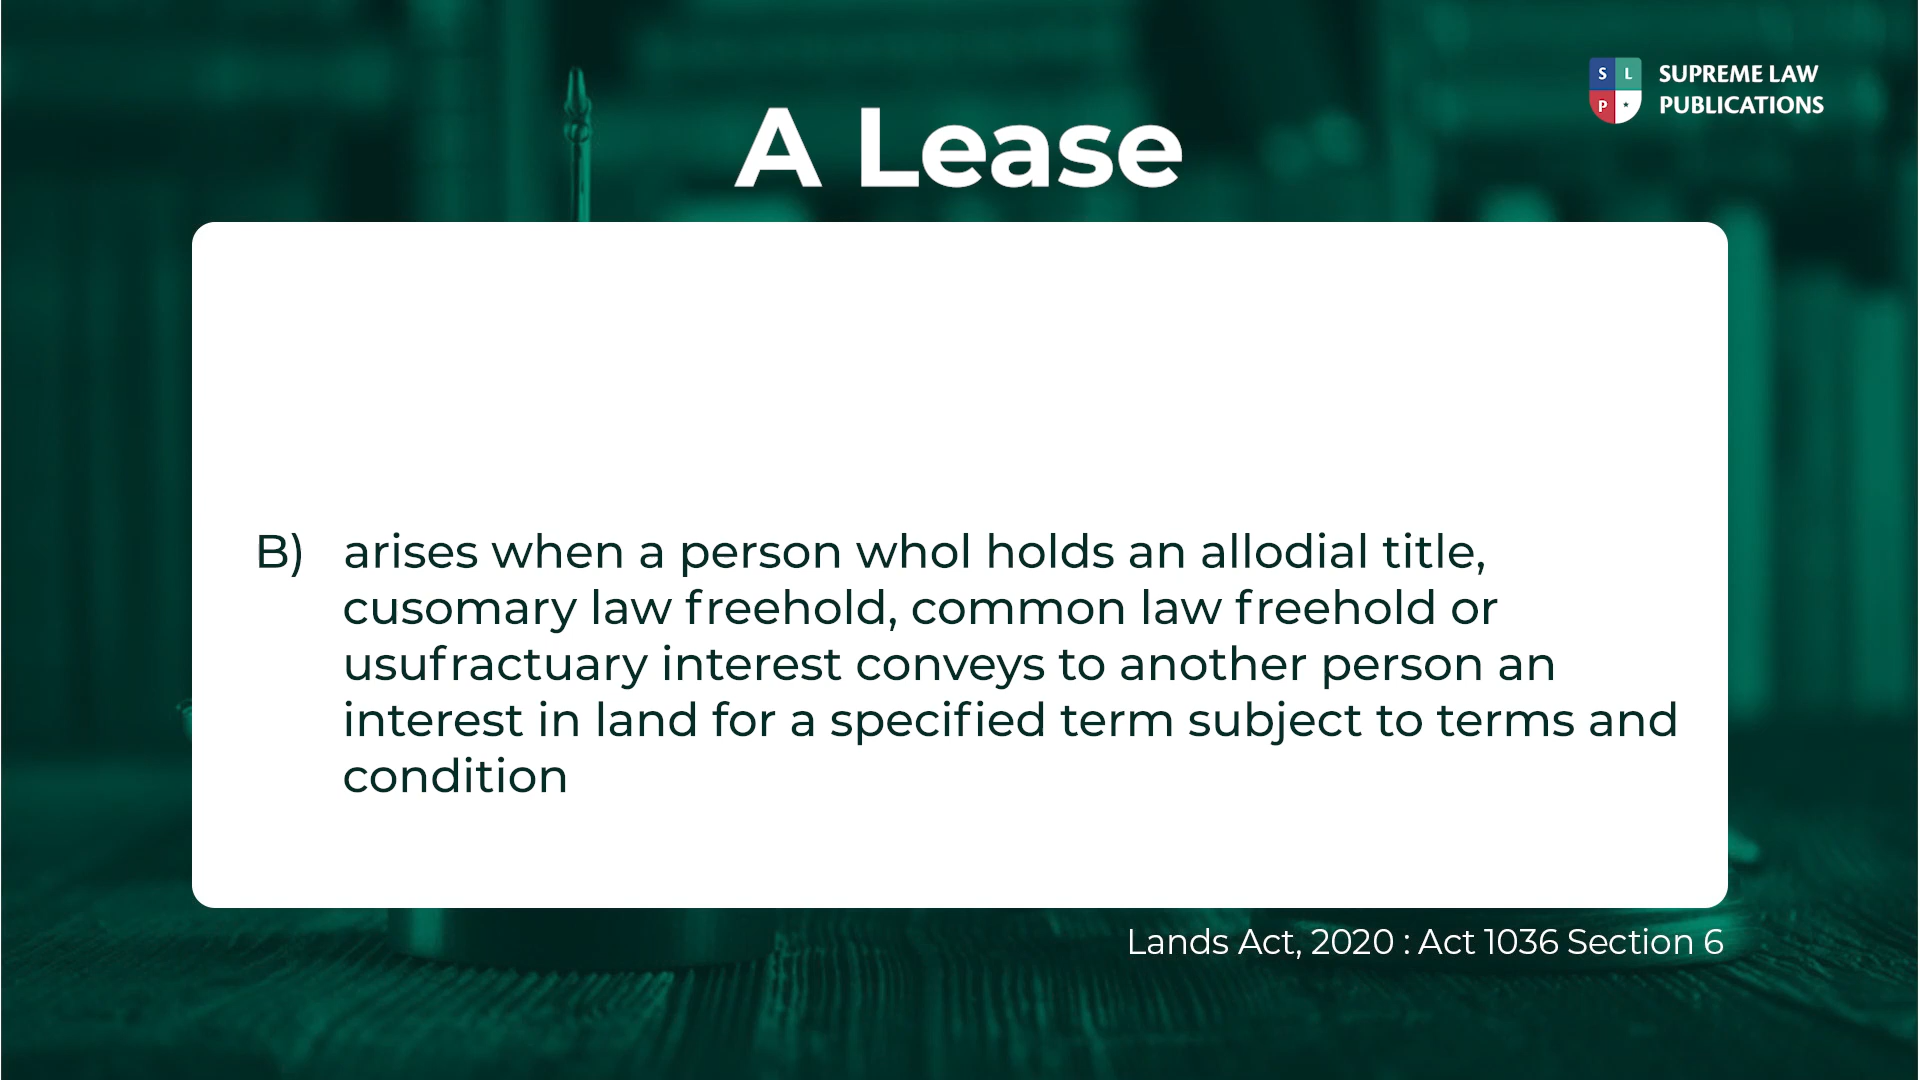 S L
P
SUPREME LAW
PUBLICATIONS
A Lease
B) arises when a person whol holds an allodial title,
cusomary law freehold, common law freehold or
usufractuary interest conveys to another person an
interest in land for a specified term subject to terms and
condition
Lands Act, 2020 : Act 1036 Section 6